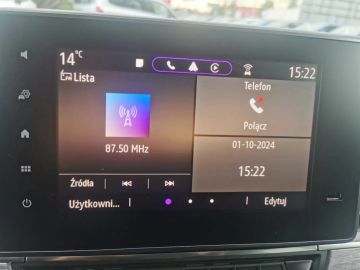 14°C
15:22
Lista
Telefon
Połącz
87.50 MHz
01-10-2024
15:22
Źródła
Użytkowni...
Edytuj